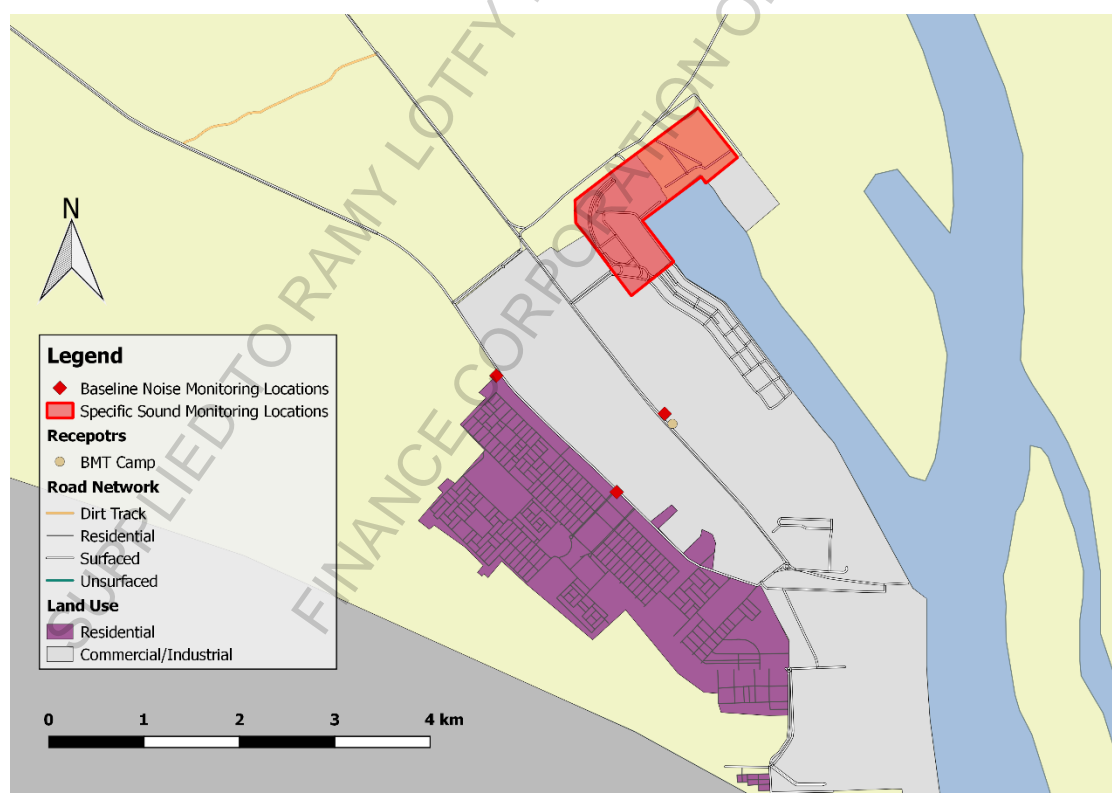 SUPPLIED TO RAMY LOTFY
FINANCE CORPORATION O
N
Legend
Baseline Noise Monitoring Locations
Specific Sound Monitoring Locations
Recepotrs
BMT Camp
Road Network
Dirt Track
Residential
Surfaced
Unsurfaced
Land Use
Residential
Commercial/Industrial
0 1 2 3 4 km